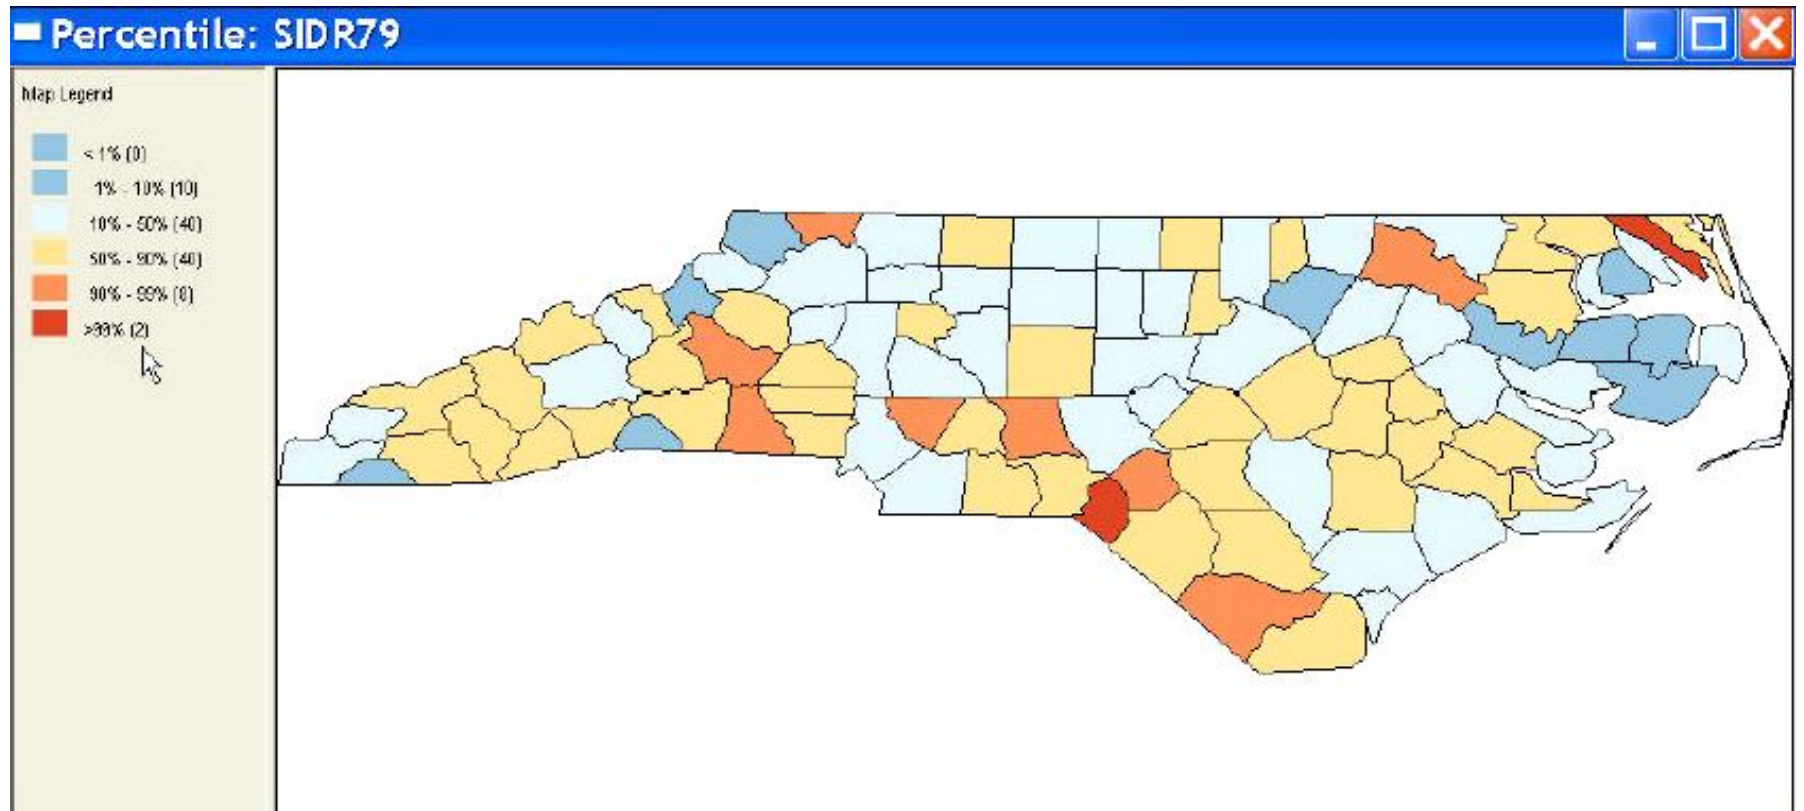 Percentile: SIDR79
Map Legend
< 1% (0)
1% - 10% (10)
10% - 50% (40)
50% - 90% (40)
90% - 99% (8)
>99% (2)